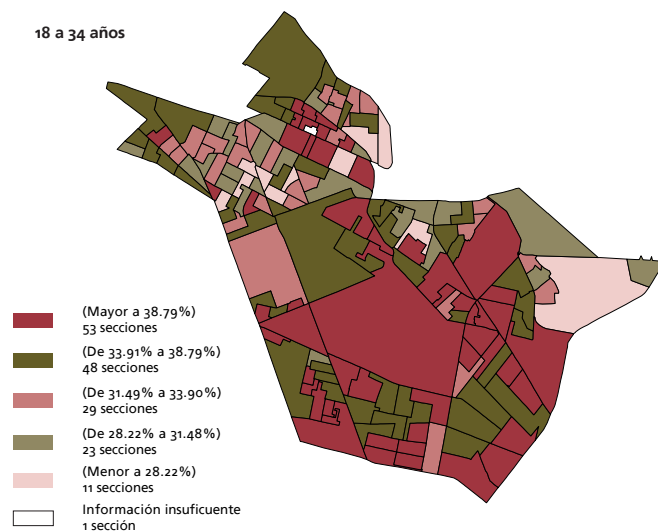 18 a 34 años
(Mayor a 38.79%)
53 secciones
(De 33.91% a 38.79%)
48 secciones
(De 31.49% a 33.90%)
29 secciones
(De 28.22% a 31.48%)
23 secciones
(Menor a 28.22%)
11 secciones
Información insuficuente
1 sección